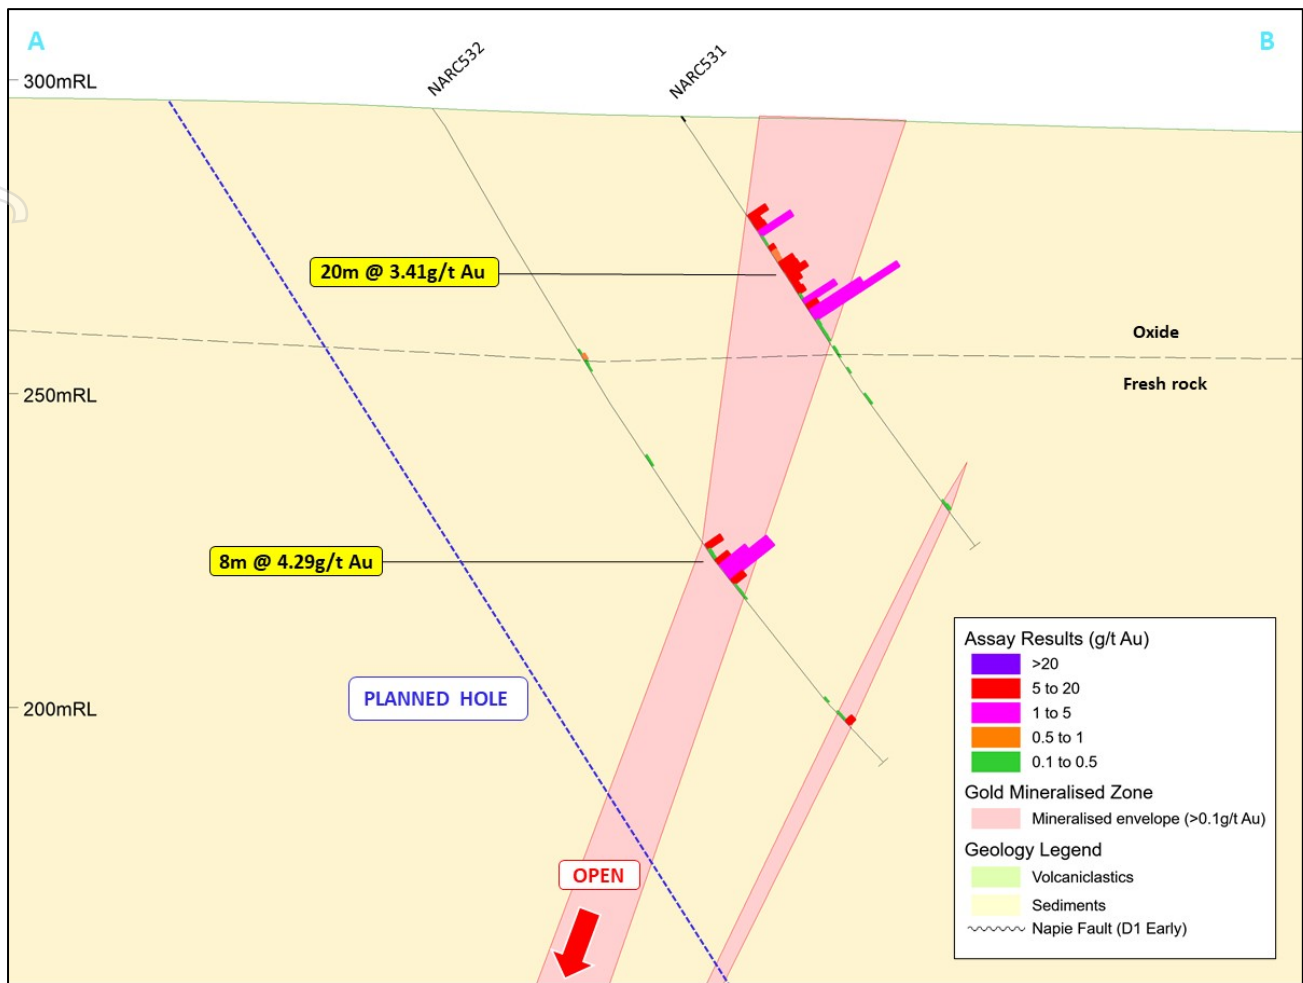 A
B
NARC532
NARC531
300mRL
20m @ 3.41g/t Au
Oxide
Fresh rock
250mRL
8m @ 4.29g/t Au
PLANNED HOLE
200mRL
OPEN
Assay Results (g/t Au)
>20
5 to 20
1 to 5
0.5 to 1
0.1 to 0.5
Gold Mineralised Zone
Mineralised envelope (>0.1g/t Au)
Geology Legend
Volcaniclastics
Sediments
Napie Fault (D1 Early)